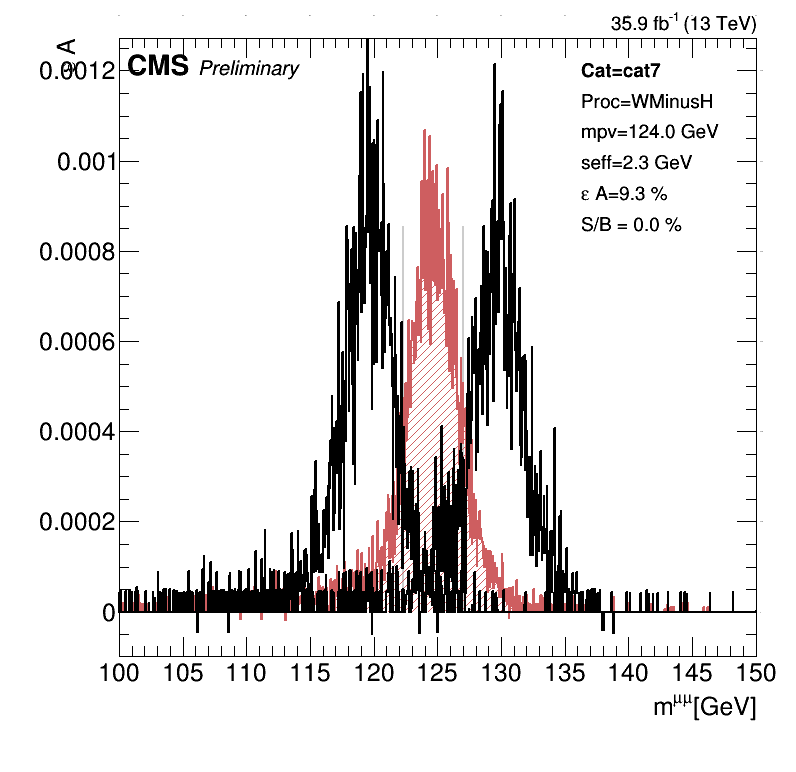 35.9 fb⁻¹ (13 TeV)
ε A
CMS Preliminary
Cat=cat7
Proc=WMinusH
mpv=124.0 GeV
seff=2.3 GeV
ε A=9.3 %
S/B = 0.0 %
0.0012
0.001
0.0008
0.0006
0.0004
0.0002
0
100 105 110 115 120 125 130 135 140 145 150
m^μμ[GeV]